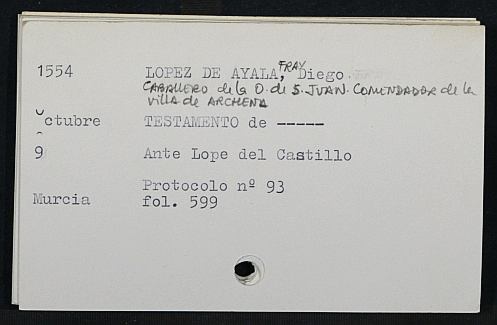 1554 LOPEZ DE AYALA, FRAY Diego
CABALLERO de la O. de S. JUAN. COMENDADOR de la
villa de ARCHENA
Octubre TESTAMENTO de -----
9 Ante Lope del Castillo
Protocolo nº 93
Murcia fol. 599